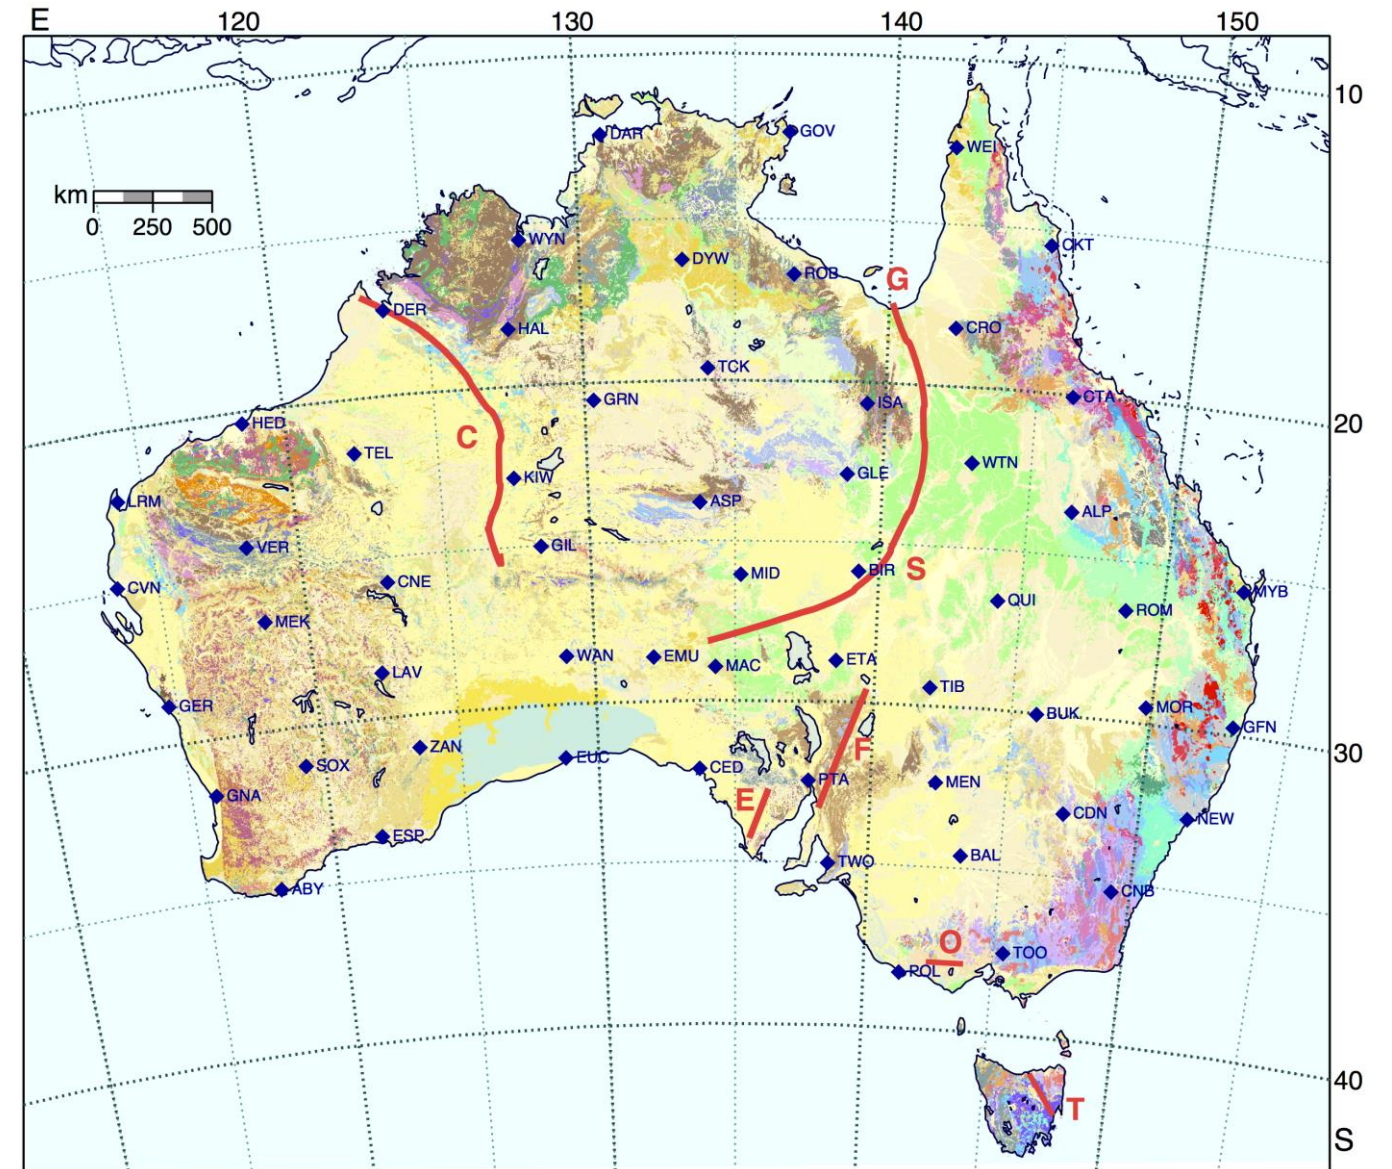 E 120 130 140 150
10
DAR GOV
WEI
km
0 250 500
WYN CKT
DYW ROB
G
DER
HAL CRO
TCK
GRN ISA CTA
HED
C
TEL WTN
KIW GLE
LRM ASP ALP
20
VER GIL
CNE MID BIR S
CVN MYB
MEK QUI ROM
WAN EMU MAC ETA
LAV TIB
GER BUK MOR
GFN
ZAN F
EUC CED 30
SOX PTA MEN
GNA E CDN NEW
ESP
TWO BAL
ABY CNB
O
TOO
POL
40
T
S